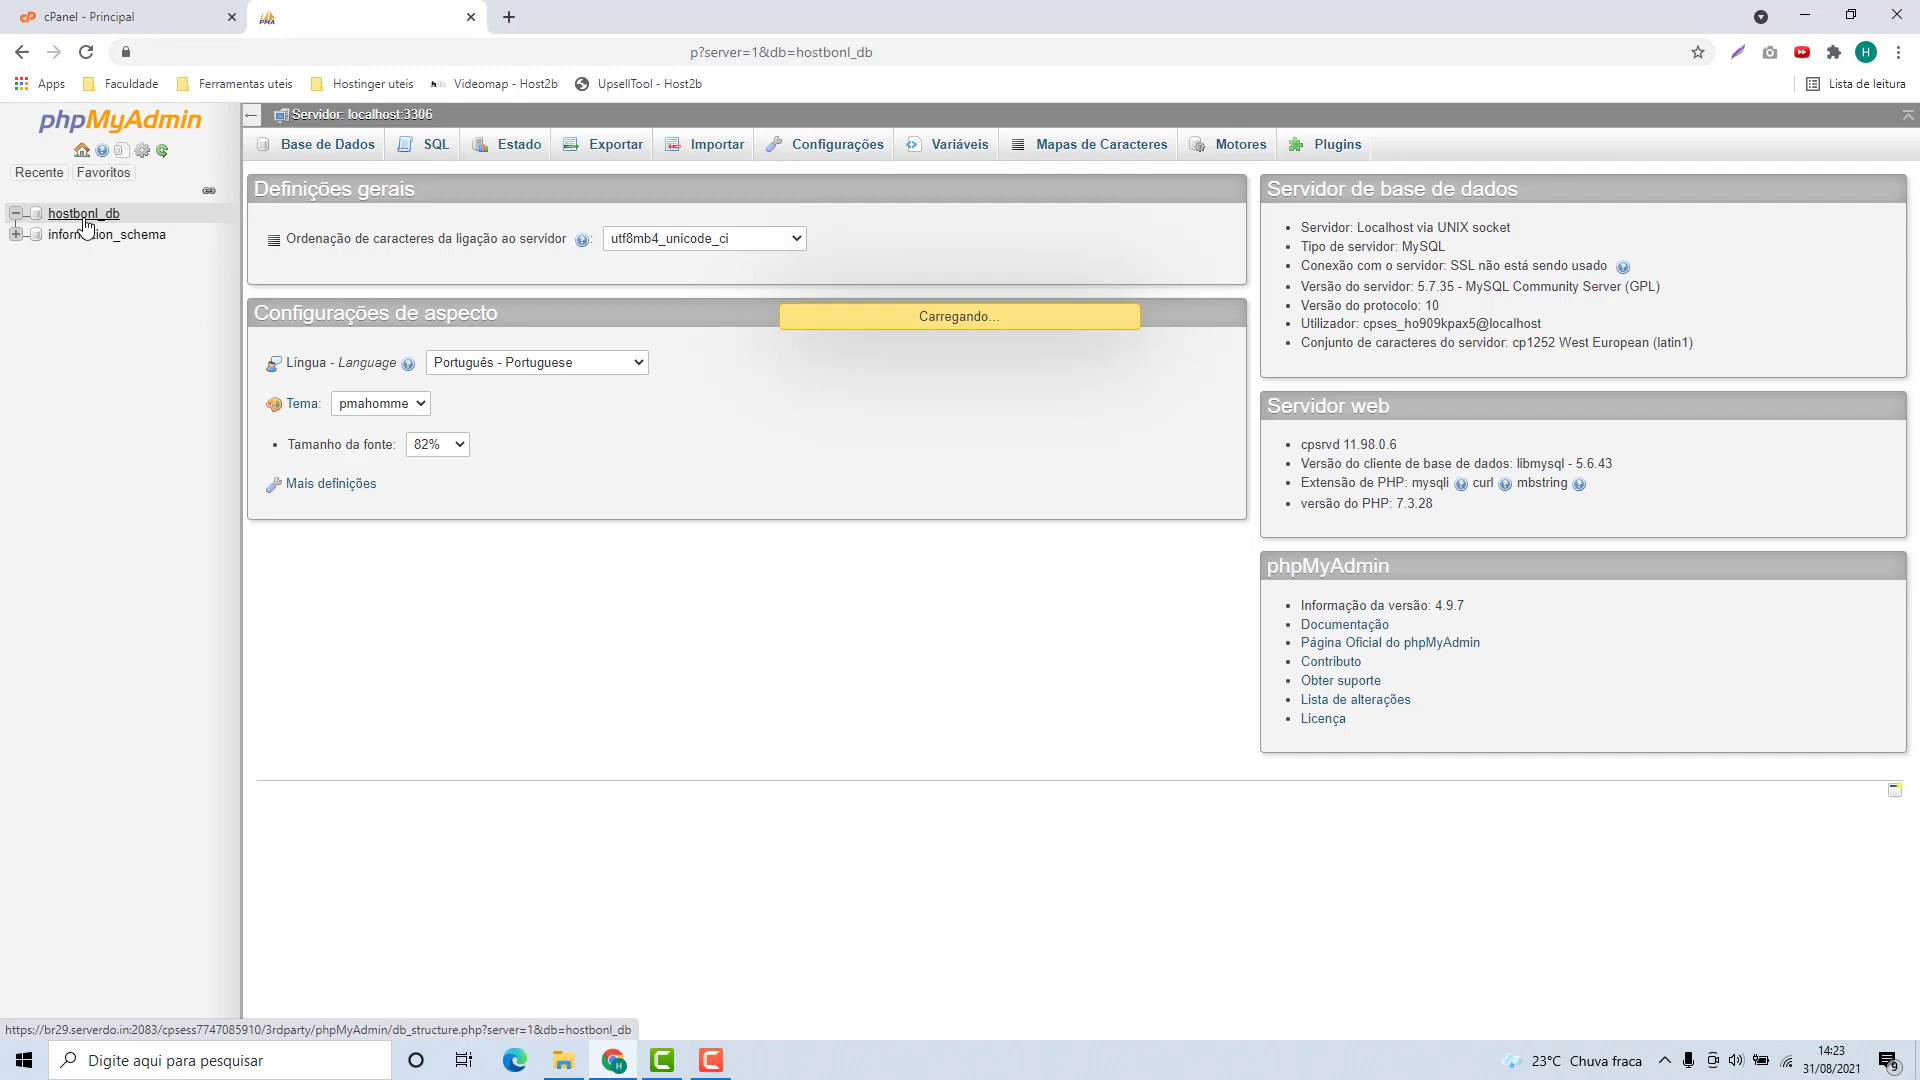 cPanel - Principal
PMA
p?server=1&db=hostbonl_db
H
Apps
Faculdade
Ferramentas uteis
Hostinger uteis
Videomap - Host2b
UpsellTool - Host2b
Lista de leitura
phpMyAdmin
Recente
Favoritos
hostbonl_db
information_schema
Servidor: localhost:3306
Base de Dados
SQL
Estado
Exportar
Importar
Configurações
Variáveis
Mapas de Caracteres
Motores
Plugins
Definições gerais
Ordenação de caracteres da ligação ao servidor : utf8mb4_unicode_ci
Configurações de aspecto
Carregando…
Língua - Language Português - Portuguese
Tema: pmahomme
Tamanho da fonte: 82%
Mais definições
Servidor de base de dados
Servidor: Localhost via UNIX socket
Tipo de servidor: MySQL
Conexão com o servidor: SSL não está sendo usado
Versão do servidor: 5.7.35 - MySQL Community Server (GPL)
Versão do protocolo: 10
Utilizador: cpses_ho909kpax5@localhost
Conjunto de caracteres do servidor: cp1252 West European (latin1)
Servidor web
cpsrvd 11.98.0.6
Versão do cliente de base de dados: libmysql - 5.6.43
Extensão de PHP: mysqli curl mbstring
versão do PHP: 7.3.28
phpMyAdmin
Informação da versão: 4.9.7
Documentação
Página Oficial do phpMyAdmin
Contributo
Obter suporte
Lista de alterações
Licença
https://br29.serverdo.in:2083/cpsess7747085910/3rdparty/phpMyAdmin/db_structure.php?server=1&db=hostbonl_db
Digite aqui para pesquisar
23°C Chuva fraca
14:23
31/08/2021
9